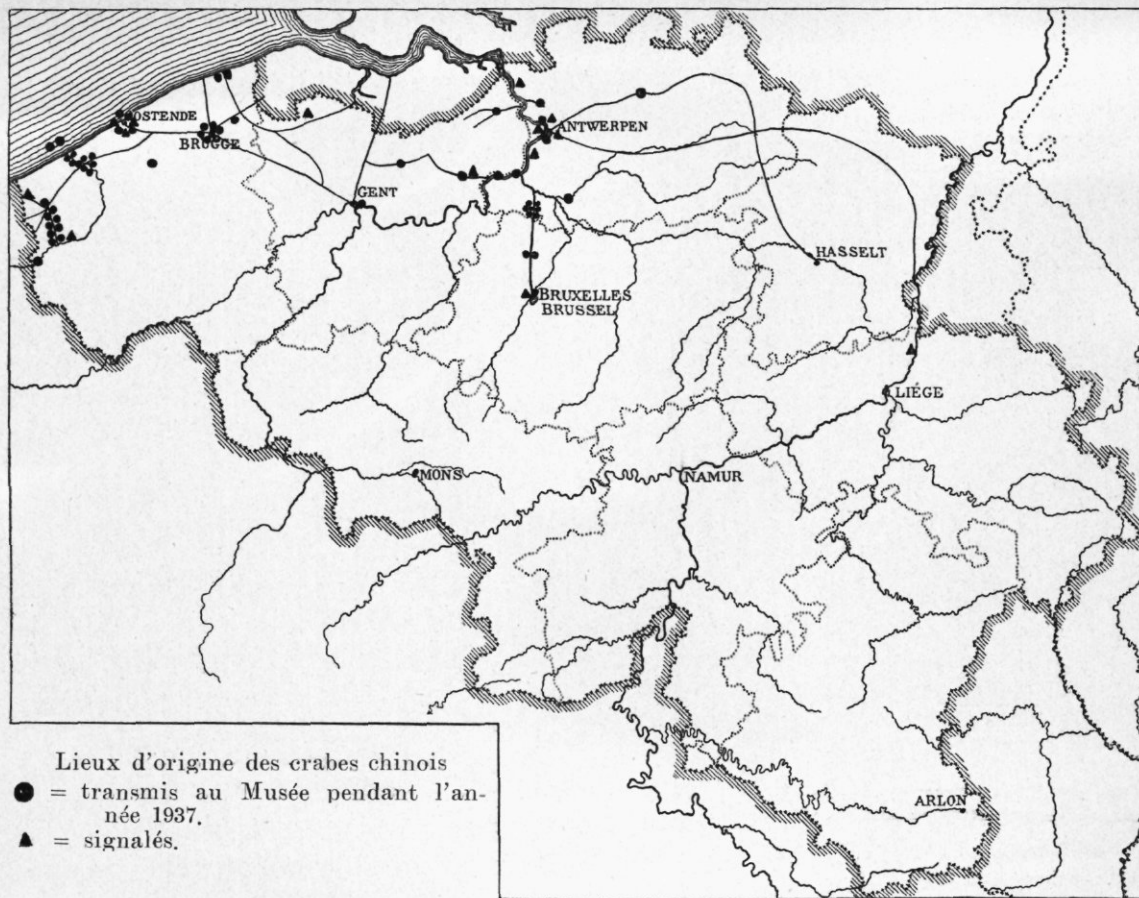 OSTENDE
BRUGGE
ANTWERPEN
GENT
HASSELT
BRUXELLES
BRUSSEL
LIÉGE
MONS
NAMUR
ARLON
Lieux d'origine des crabes chinois
= transmis au Musée pendant l'an-
née 1937.
= signalés.